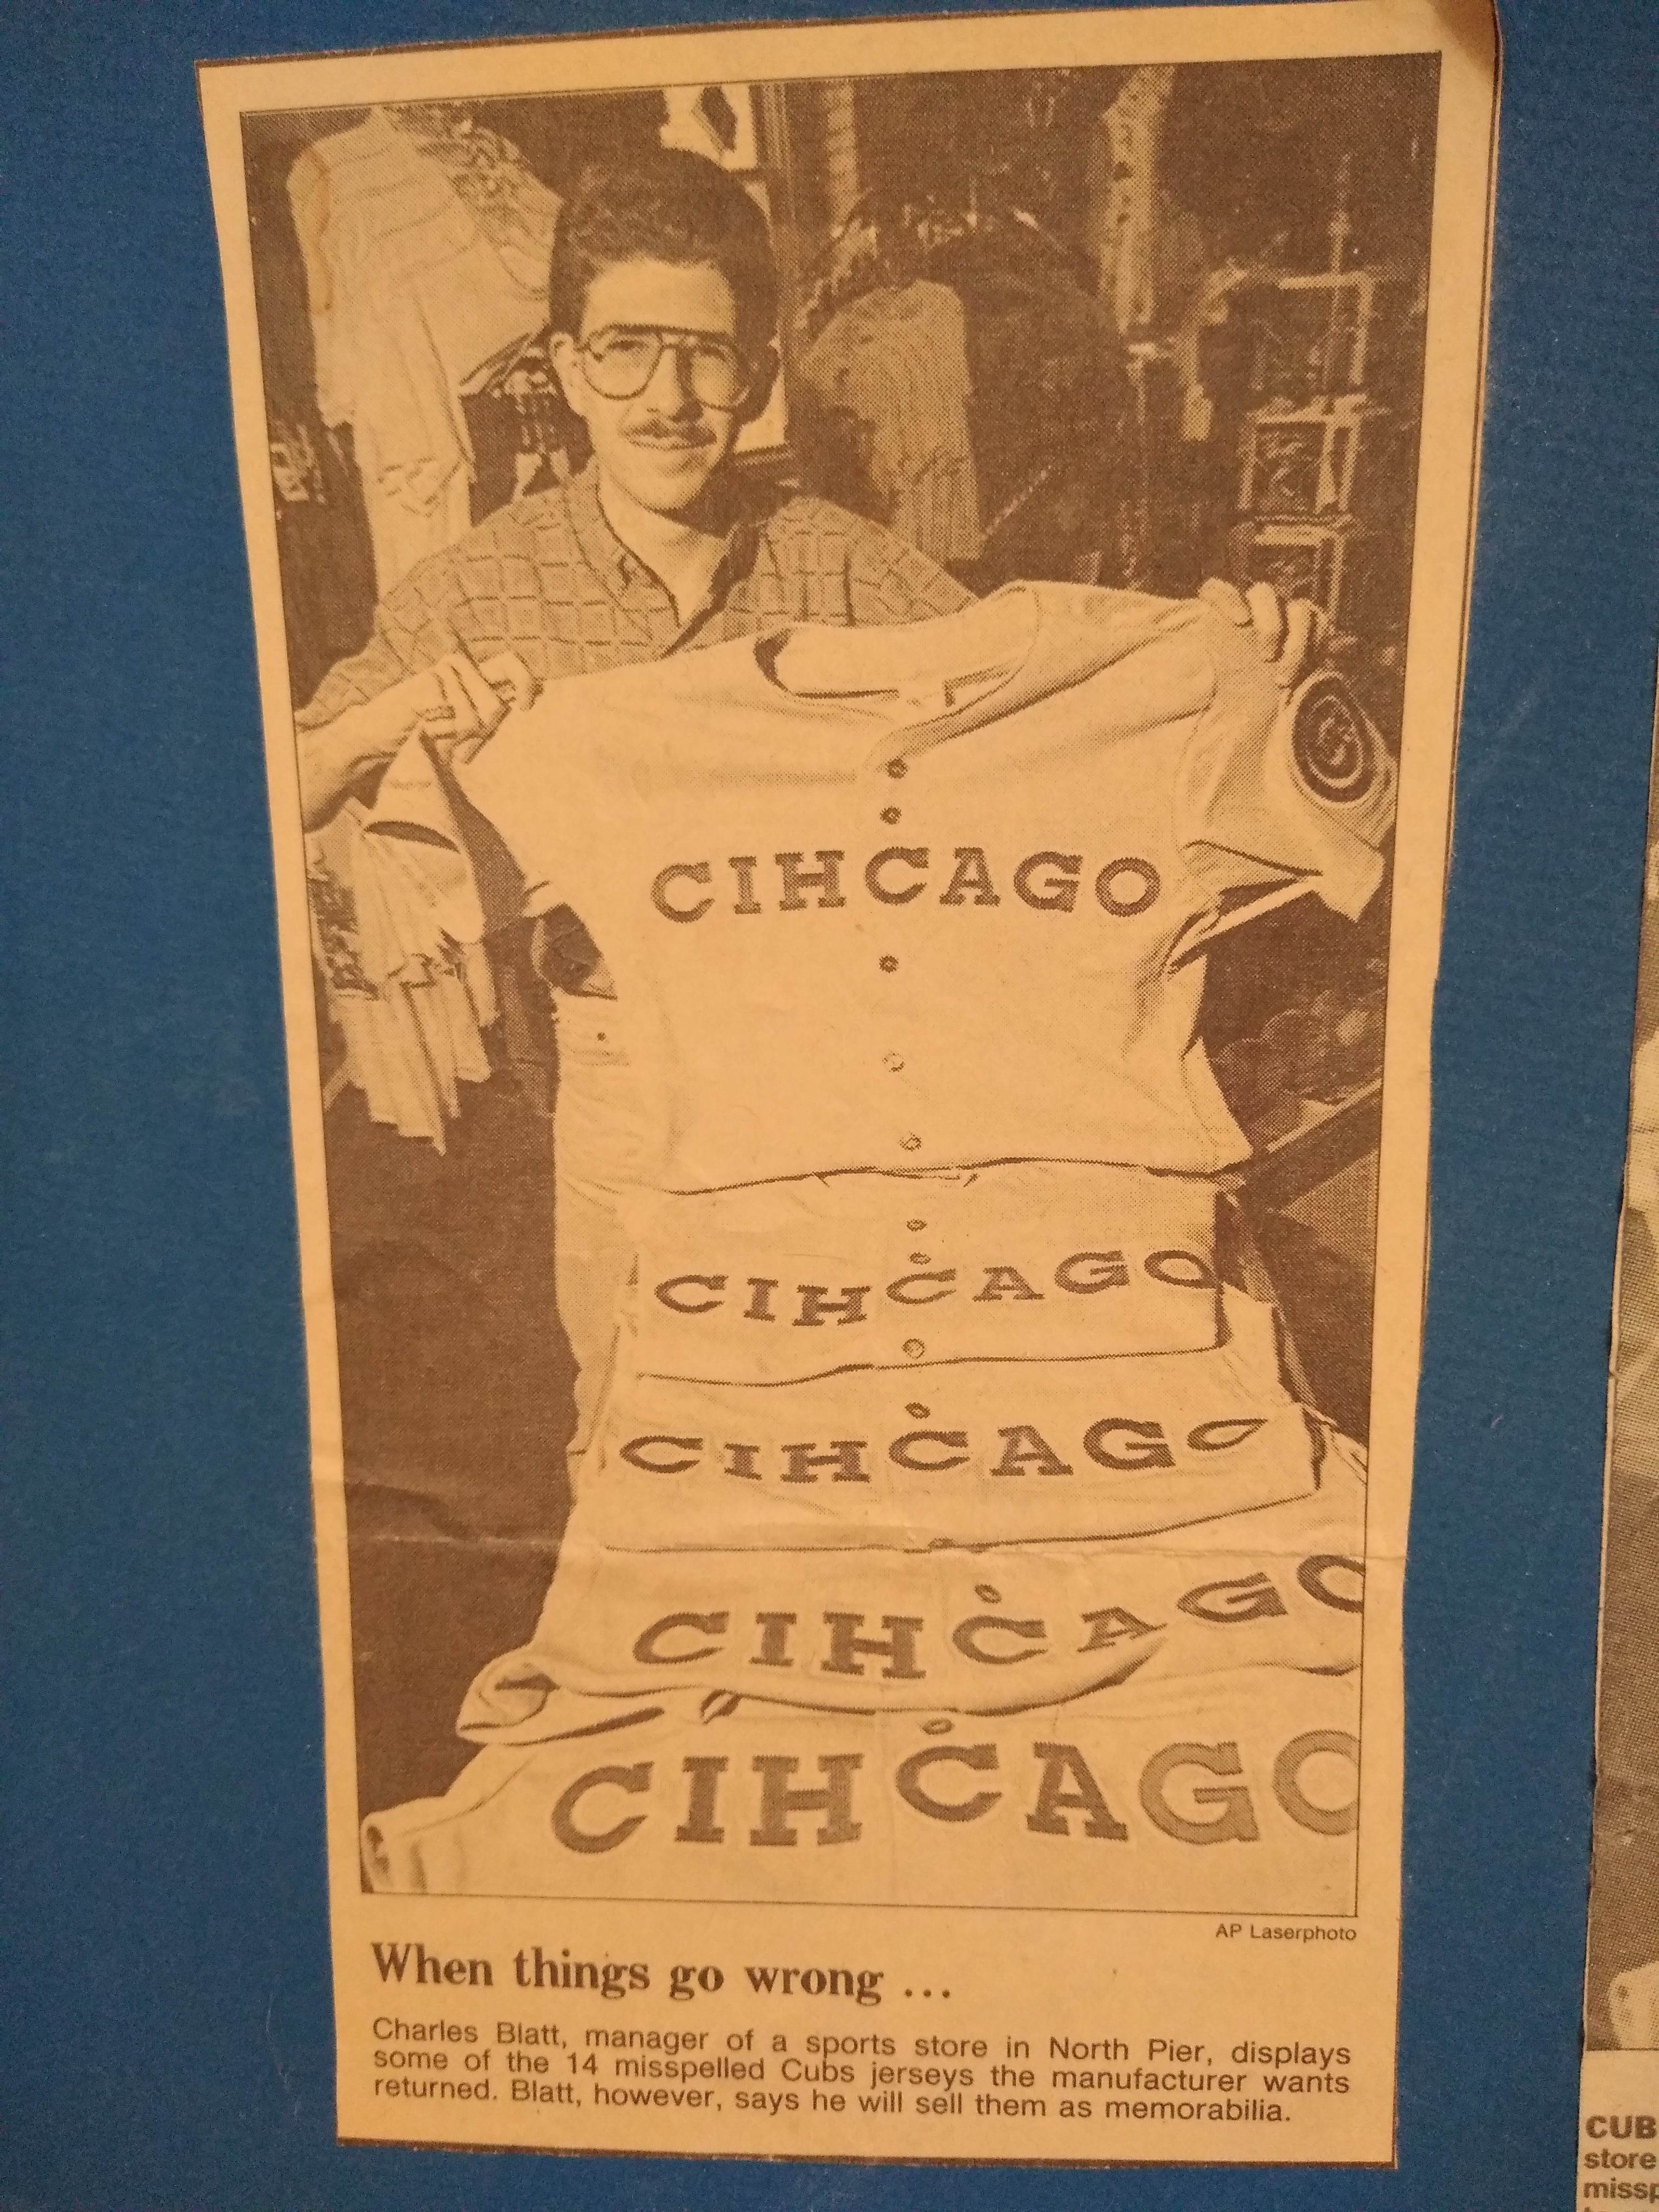 CIHCAGO
CIHCAGO
CIHCAGO
CIHCAGO
CIHCAGO
AP Laserphoto
When things go wrong ...
Charles Blatt, manager of a sports store in North Pier, displays
some of the 14 misspelled Cubs jerseys the manufacturer wants
returned. Blatt, however, says he will sell them as memorabilia.
CUB
store
missp